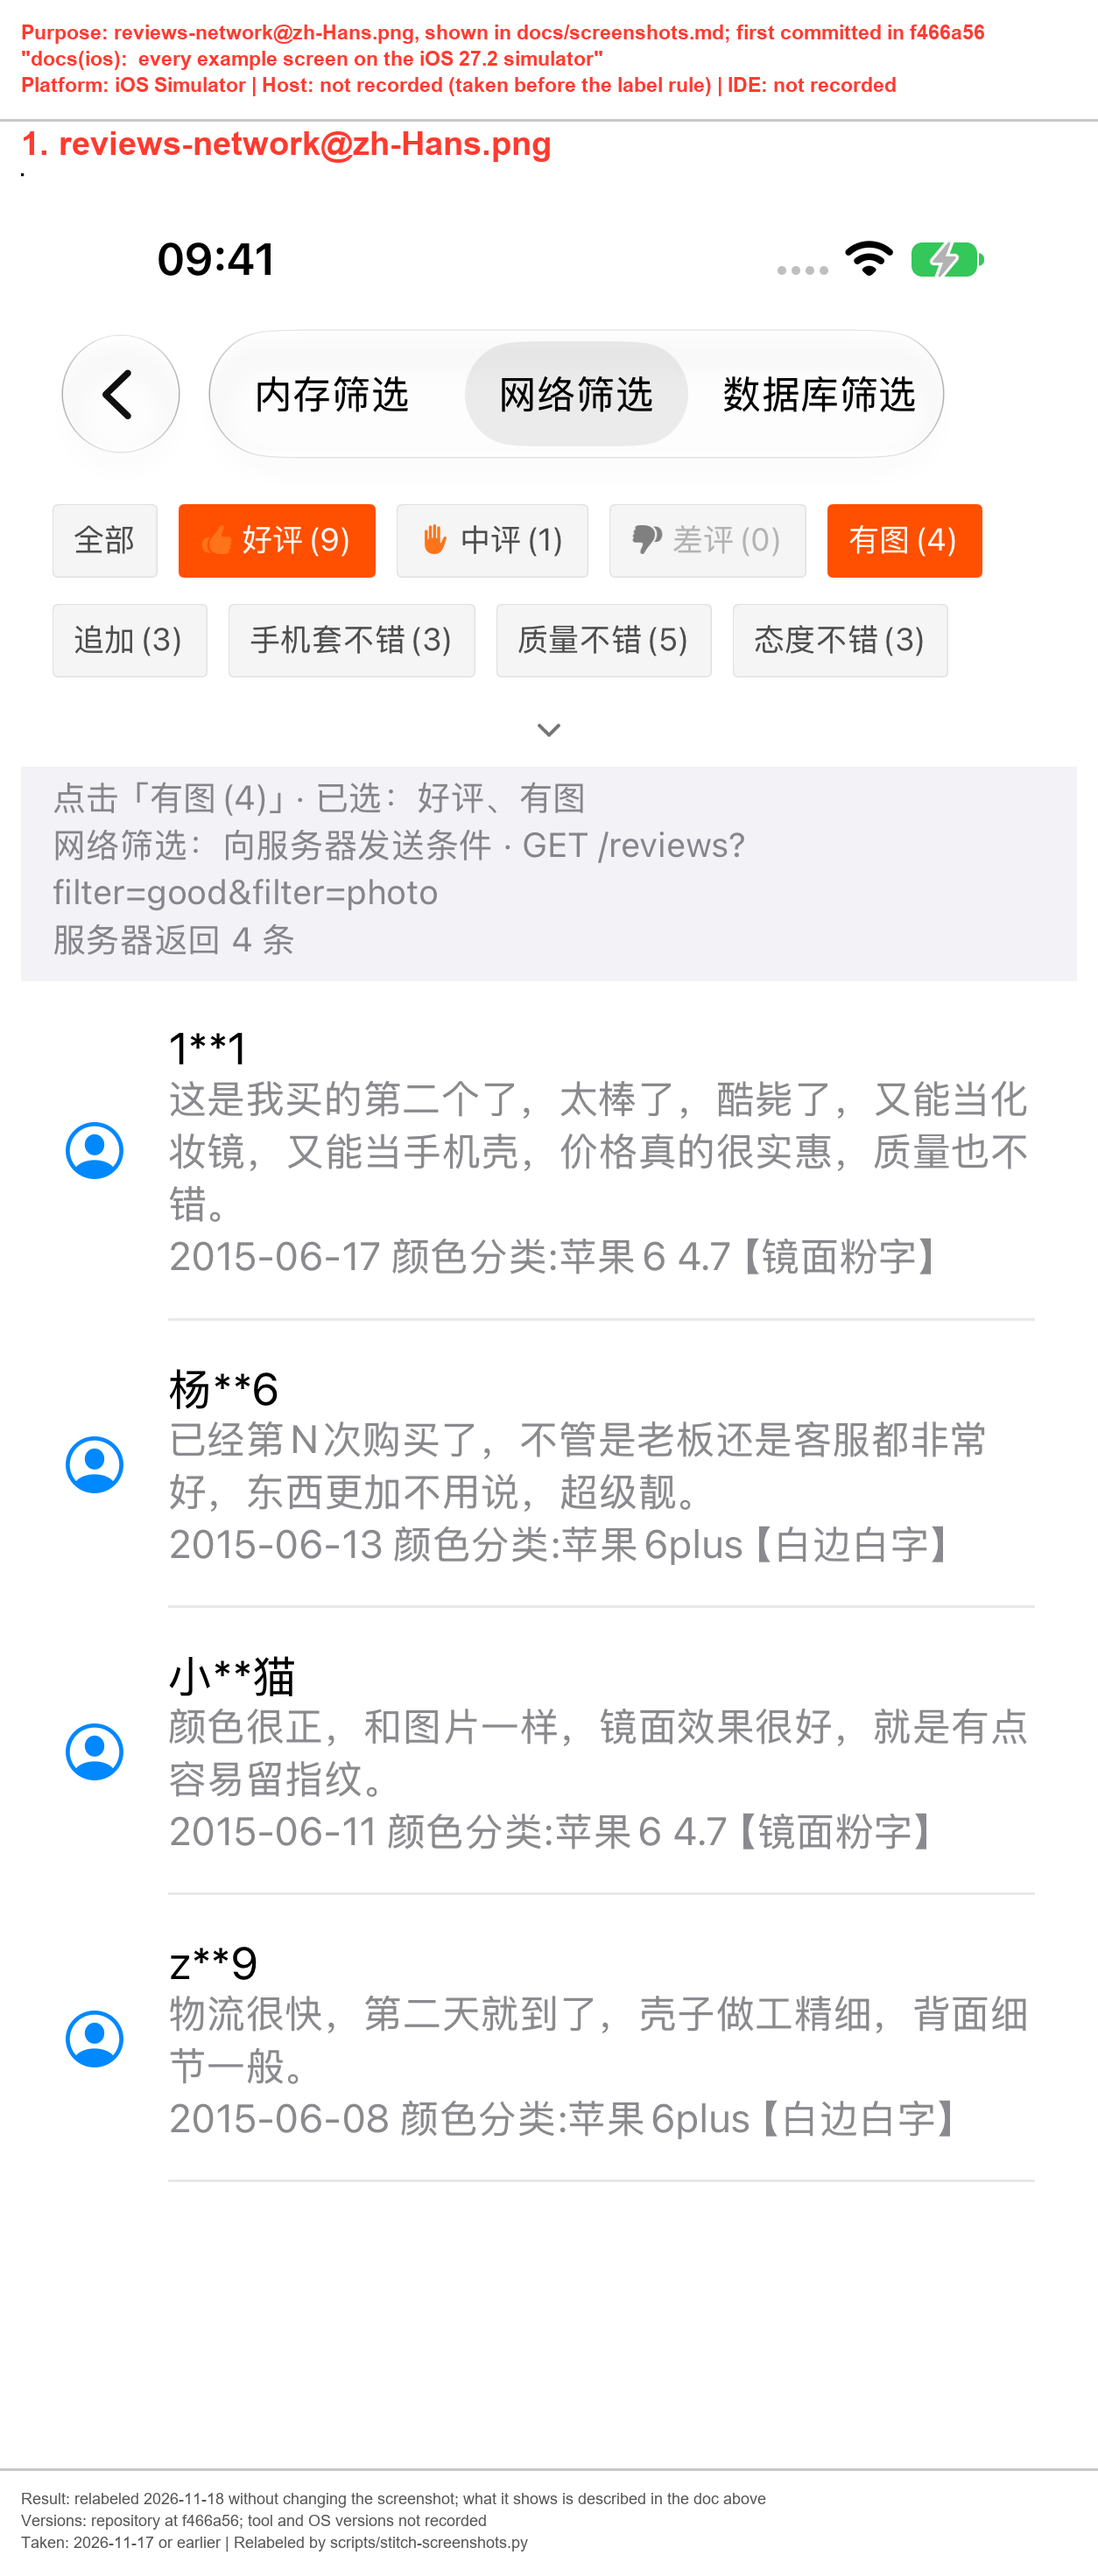 Purpose: reviews-network@zh-Hans.png, shown in docs/screenshots.md; first committed in f466a56
"docs(ios):  every example screen on the iOS 27.2 simulator"
Platform: iOS Simulator | Host: not recorded (taken before the label rule) | IDE: not recorded
1. reviews-network@zh-Hans.png
09:41
内存筛选 网络筛选 数据库筛选
全部 好评(9) 中评(1) 差评(0) 有图(4)
追加(3) 手机套不错(3) 质量不错(5) 态度不错(3)
点击「有图(4)」· 已选：好评、有图
网络筛选：向服务器发送条件 · GET /reviews?
filter=good&filter=photo
服务器返回 4 条
1**1
这是我买的第二个了，太棒了，酷毙了，又能当化
妆镜，又能当手机壳，价格真的很实惠，质量也不
错。
2015-06-17 颜色分类:苹果6 4.7【镜面粉字】
杨**6
已经第N次购买了，不管是老板还是客服都非常
好，东西更加不用说，超级靓。
2015-06-13 颜色分类:苹果6plus【白边白字】
小**猫
颜色很正，和图片一样，镜面效果很好，就是有点
容易留指纹。
2015-06-11 颜色分类:苹果6 4.7【镜面粉字】
z**9
物流很快，第二天就到了，壳子做工精细，背面细
节一般。
2015-06-08 颜色分类:苹果6plus【白边白字】
Result: relabeled 2026-11-18 without changing the screenshot; what it shows is described in the doc above
Versions: repository at f466a56; tool and OS versions not recorded
Taken: 2026-11-17 or earlier | Relabeled by scripts/stitch-screenshots.py